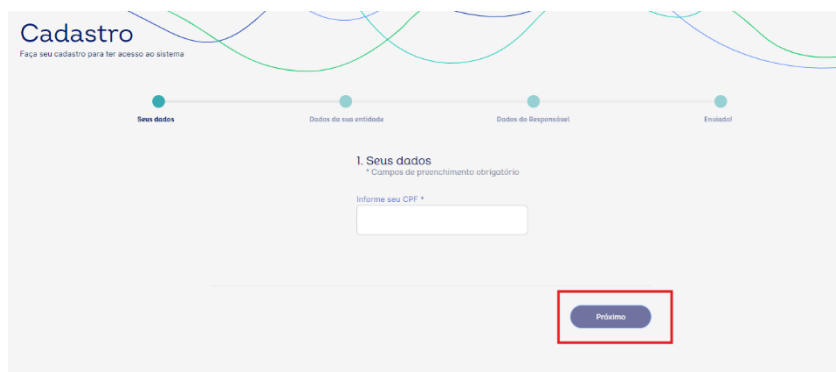 Cadastro
Faça seu cadastro para ter acesso ao sistema
Seus dados
Dados da sua entidade
Dados do Responsável
Enviado!
1. Seus dados
* Campos de preenchimento obrigatório
Informe seu CPF *
Próximo